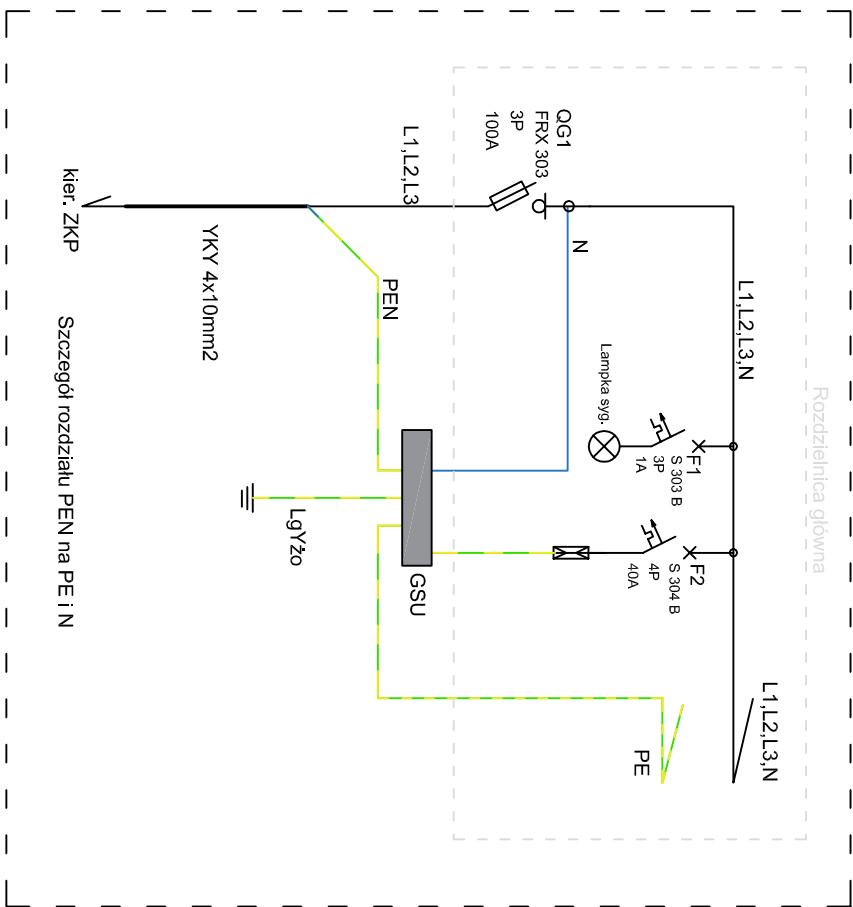 Rozdzielnica główna
L1,L2,L3,N
L1,L2,L3,N
QG1
FRX 303
3P
100A
F1
S 303 B
3P
1A
F2
S 304 B
4P
40A
Lampka syg.
N
PE
L1,L2,L3
PEN
GSU
LgYżo
YKY 4x10mm2
kier. ZKP
Szczegół rozdziału PEN na PE i N